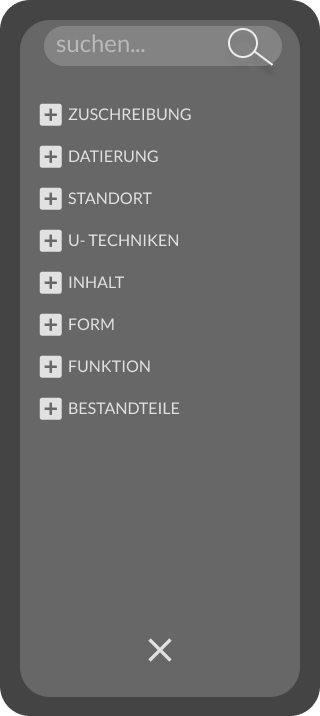 suchen...
ZUSCHREIBUNG
DATIERUNG
STANDORT
U- TECHNIKEN
INHALT
FORM
FUNKTION
BESTANDTEILE